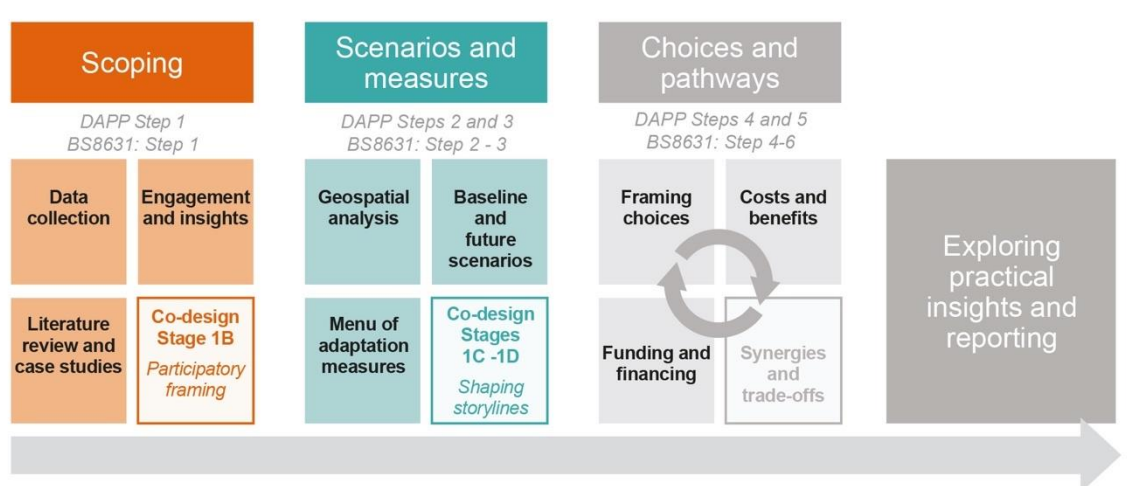 Scoping
DAPP Step 1
BS8631: Step 1
Data
collection
Engagement
and insights
Literature
review and
case studies
Co-design
Stage 1B
Participatory
framing
Scenarios and
measures
DAPP Steps 2 and 3
BS8631: Step 2 - 3
Geospatial
analysis
Baseline
and
future
scenarios
Menu of
adaptation
measures
Co-design
Stages
1C -1D
Shaping
storylines
Choices and
pathways
DAPP Steps 4 and 5
BS8631: Step 4-6
Framing
choices
Costs and
benefits
Funding and
financing
Synergies
and
trade-offs
Exploring
practical
insights and
reporting